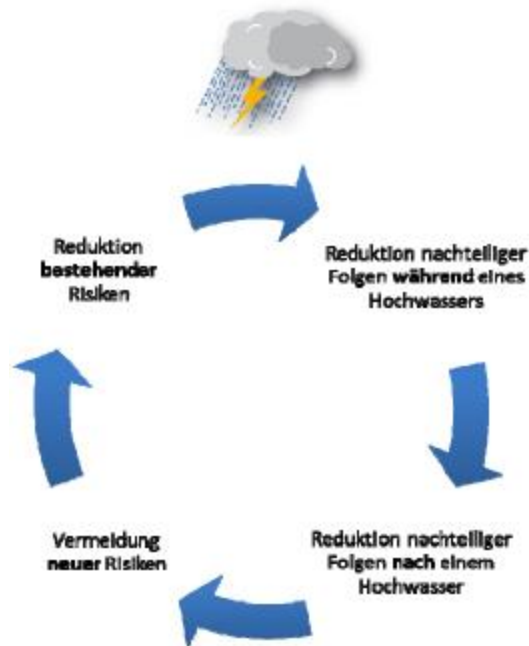 Reduktion
bestehender
Risiken
Reduktion nachteiliger
Folgen während eines
Hochwassers
Reduktion nachteiliger
Folgen nach einem
Hochwasser
Vermeidung
neuer Risiken